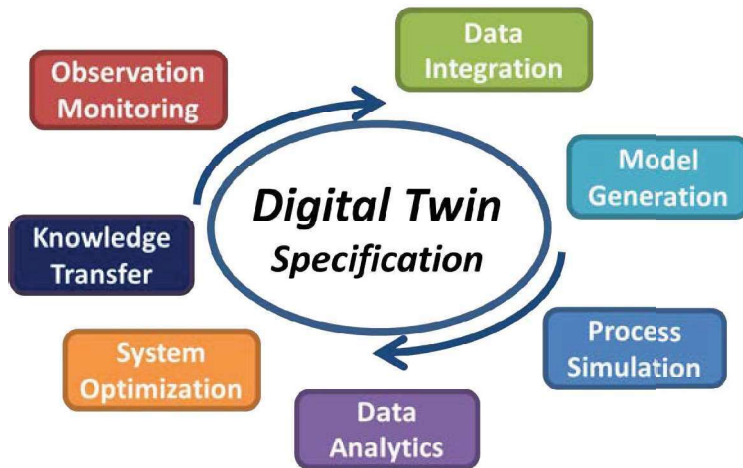 Data
Integration
Observation
Monitoring
Model
Generation
Digital Twin
Specification
Knowledge
Transfer
Process
Simulation
System
Optimization
Data
Analytics